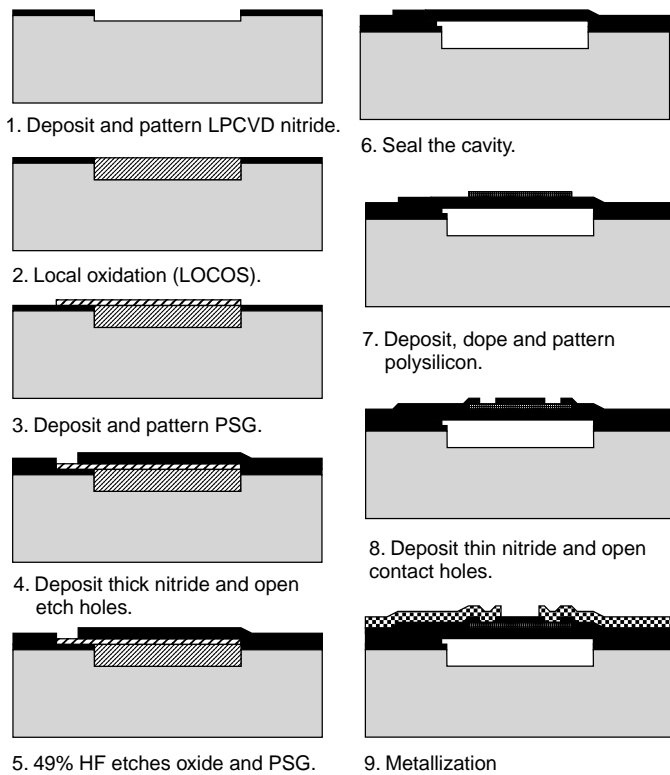 1. Deposit and pattern LPCVD nitride.
2. Local oxidation (LOCOS).
3. Deposit and pattern PSG.
4. Deposit thick nitride and open
etch holes.
5. 49% HF etches oxide and PSG.
6. Seal the cavity.
7. Deposit, dope and pattern
polysilicon.
8. Deposit thin nitride and open
contact holes.
9. Metallization